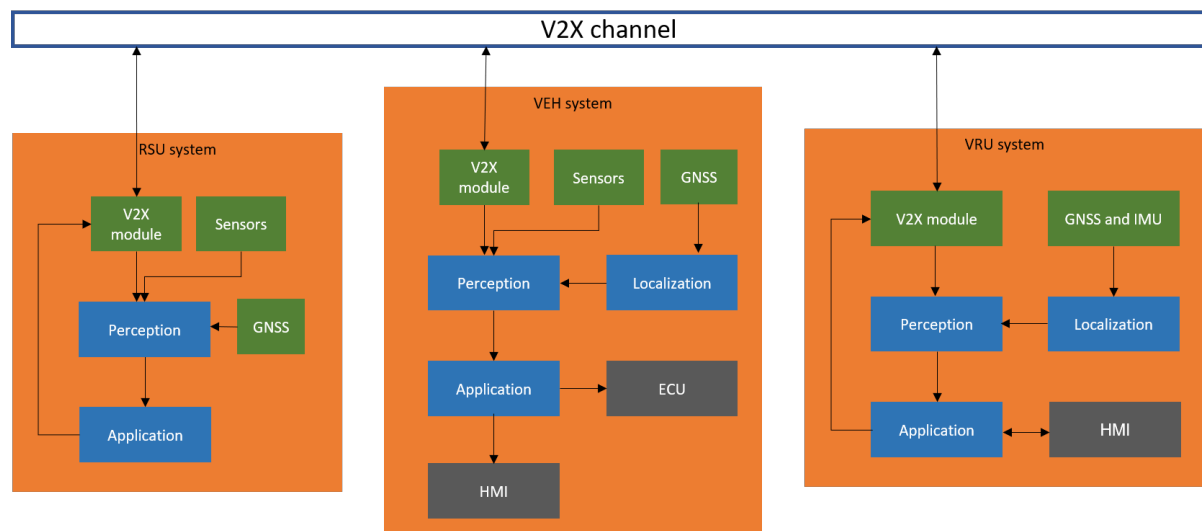 V2X channel
RSU system
V2X
module
Sensors
Perception
GNSS
Application
VEH system
V2X
module
Sensors
GNSS
Perception
Localization
Application
ECU
HMI
VRU system
V2X module
GNSS and IMU
Perception
Localization
Application
HMI